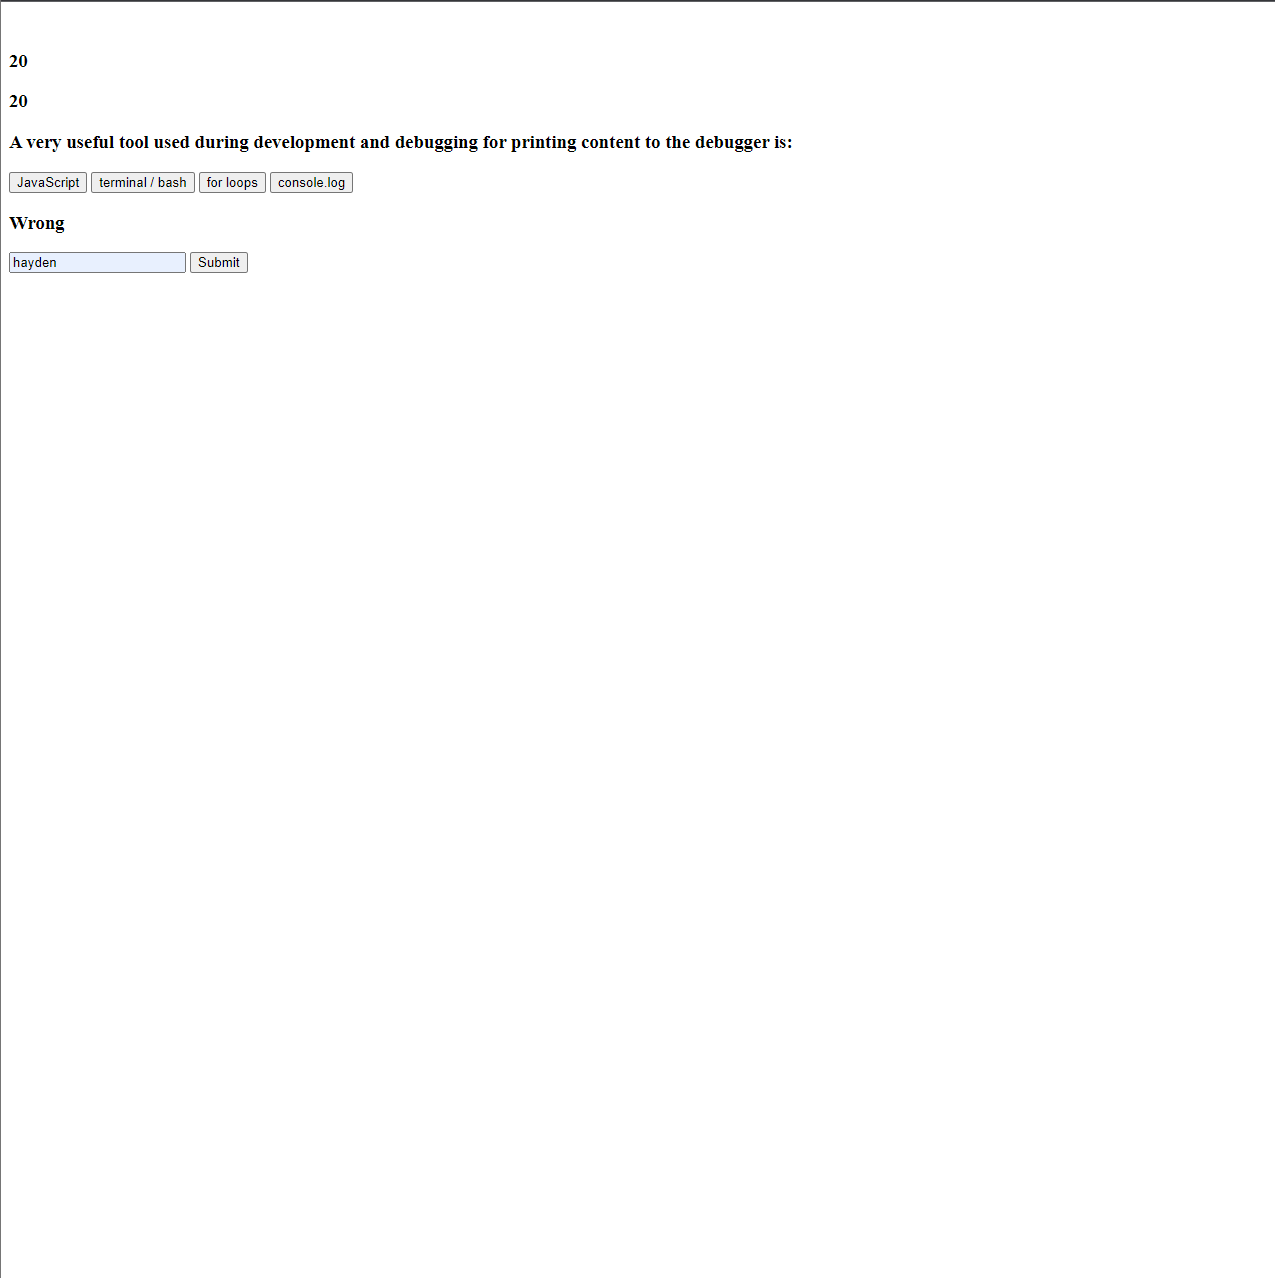 20
20
A very useful tool used during development and debugging for printing content to the debugger is:
JavaScript terminal / bash for loops console.log
Wrong
hayden Submit